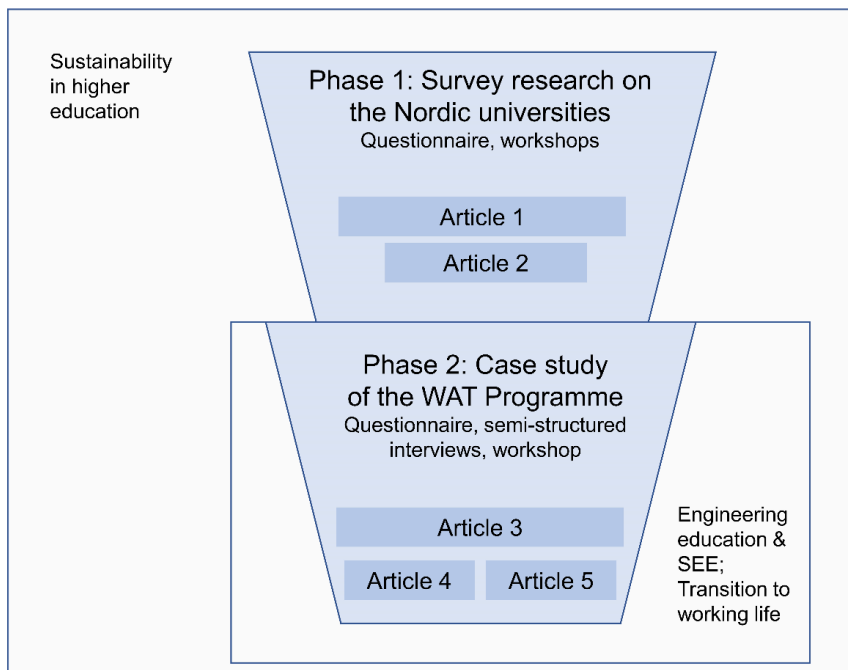 Sustainability
in higher
education
Phase 1: Survey research on
the Nordic universities
Questionnaire, workshops
Article 1
Article 2
Phase 2: Case study
of the WAT Programme
Questionnaire, semi-structured
interviews, workshop
Article 3
Article 4
Article 5
Engineering
education &
SEE;
Transition to
working life